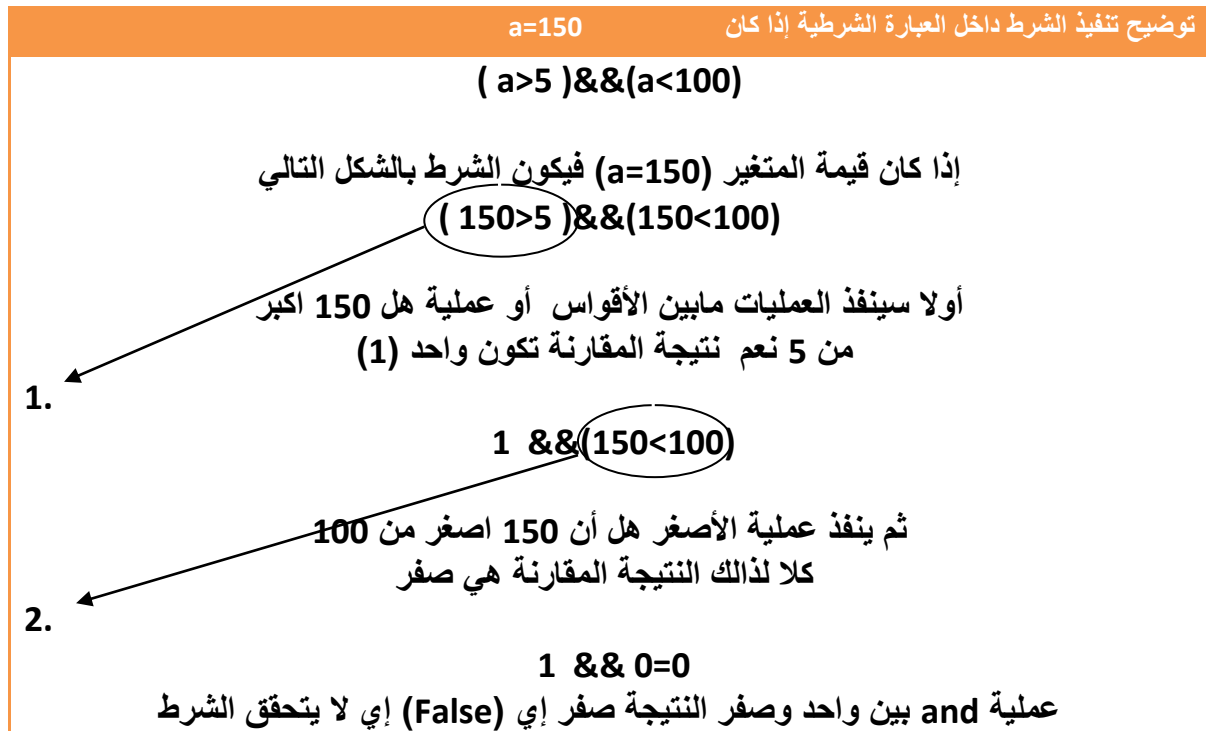 توضيح تنفيذ الشرط داخل العبارة الشرطية إذا كان a=150
( a>5 )&&(a<100)
إذا كان قيمة المتغير (a=150) فيكون الشرط بالشكل التالي
( 150>5 )&&(150<100)
أولا سينفذ العمليات مابين الأقواس أو عملية هل 150 اكبر
من 5 نعم نتيجة المقارنة تكون واحد (1)
1.
1 &&(150<100)
ثم ينفذ عملية الأصغر هل أن 150 اصغر من 100
كلا لذالك النتيجة المقارنة هي صفر
2.
1 && 0=0
عملية and بين واحد وصفر النتيجة صفر إي (False) إي لا يتحقق الشرط